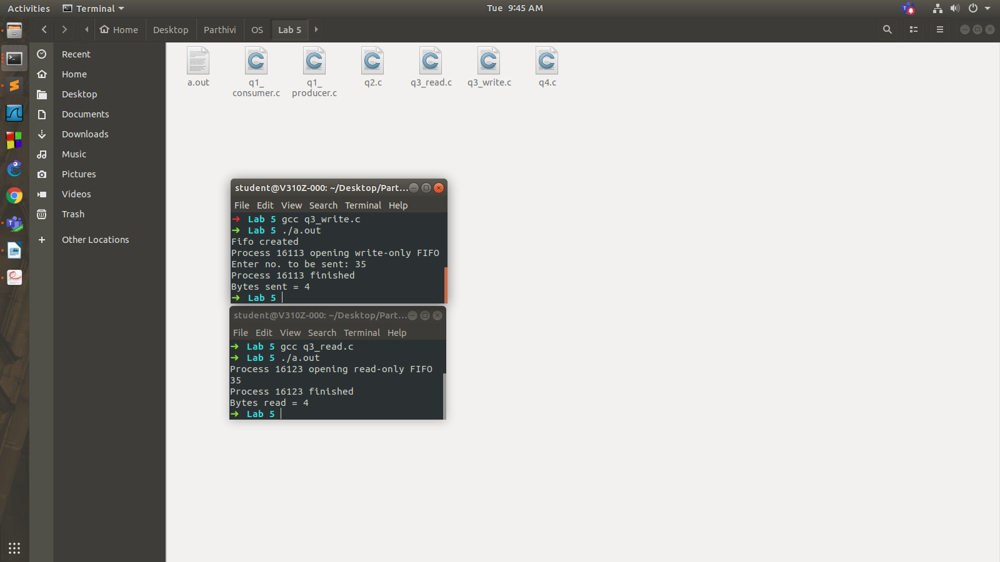 Activities Terminal Tue 9:45 AM
Home Desktop Parthivi OS Lab 5
Recent
Home
Desktop
Documents
Downloads
Music
Pictures
Videos
Trash
Other Locations
a.out q1_consumer.c q1_producer.c q2.c q3_read.c q3_write.c q4.c
student@V310Z-000: ~/Desktop/Part...
File Edit View Search Terminal Help
➜ Lab 5 gcc q3_write.c
➜ Lab 5 ./a.out
Fifo created
Process 16113 opening write-only FIFO
Enter no. to be sent: 35
Process 16113 finished
Bytes sent = 4
➜ Lab 5
student@V310Z-000: ~/Desktop/Part...
File Edit View Search Terminal Help
➜ Lab 5 gcc q3_read.c
➜ Lab 5 ./a.out
Process 16123 opening read-only FIFO
35
Process 16123 finished
Bytes read = 4
➜ Lab 5